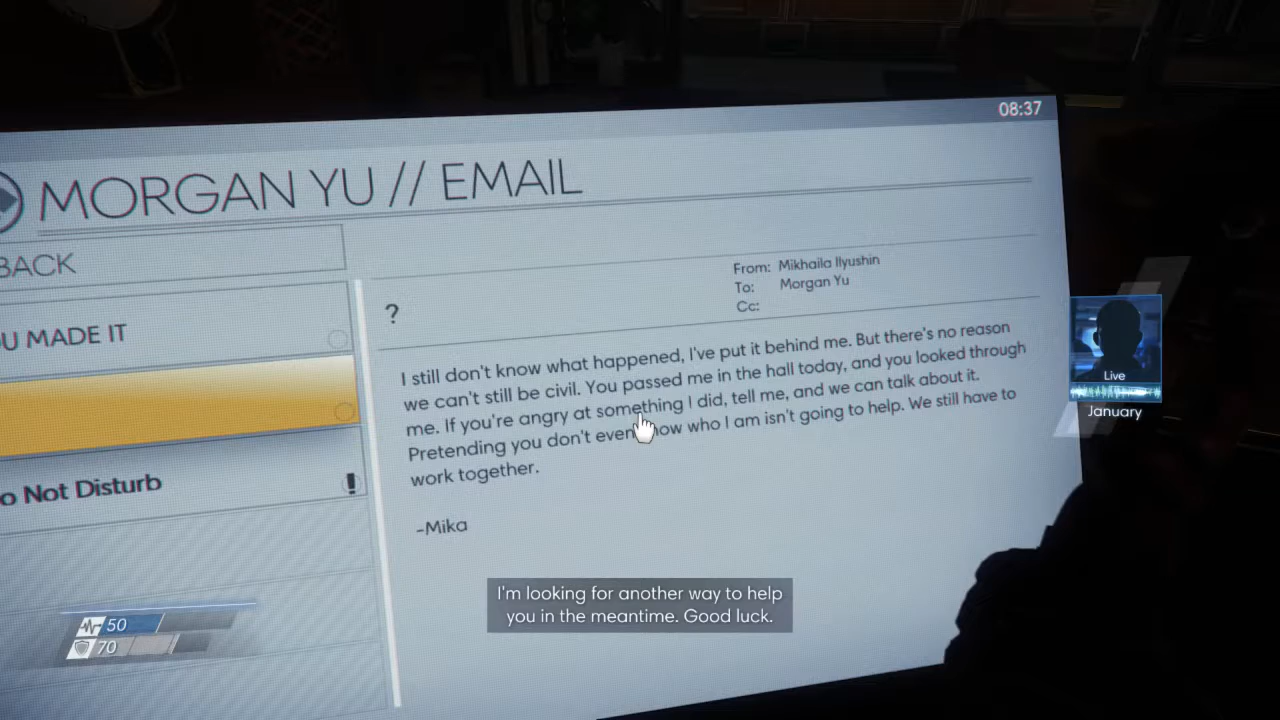 08:37
MORGAN YU // EMAIL
BACK
U MADE IT
o Not Disturb
!
?
From: Mikhaila Ilyushin
To: Morgan Yu
Cc:
I still don't know what happened, I've put it behind me. But there's no reason
we can't still be civil. You passed me in the hall today, and you looked through
me. If you're angry at something I did, tell me, and we can talk about it.
Pretending you don't even know who I am isn't going to help. We still have to
work together.
-Mika
Live
January
I'm looking for another way to help
you in the meantime. Good luck.
50
70